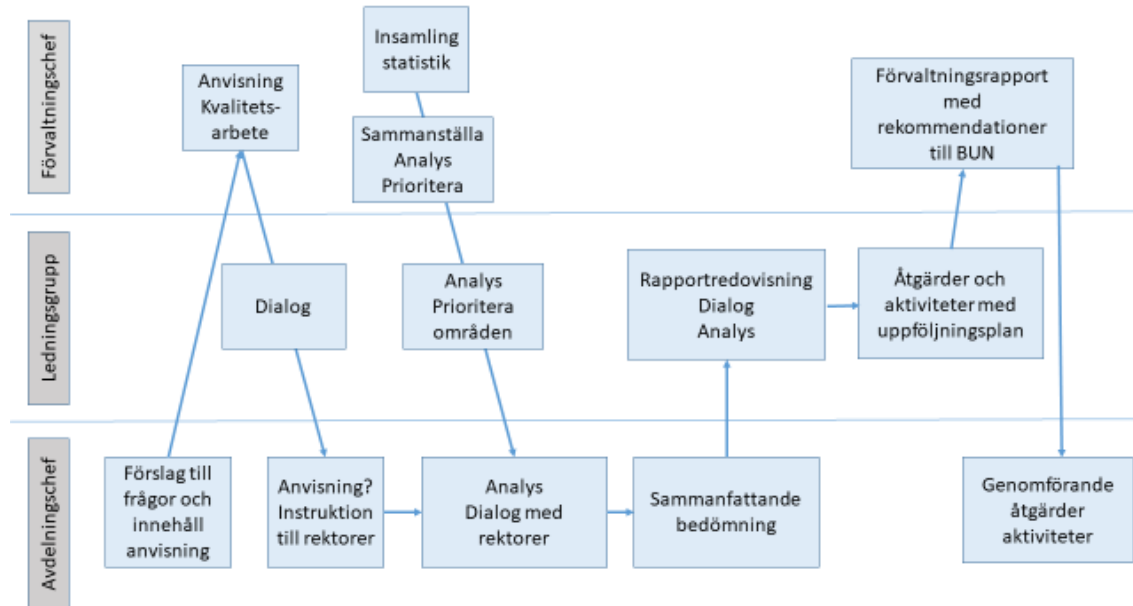 Förvaltningschef
Anvisning
Kvalitets-
arbete
Insamling
statistik
Sammanställa
Analys
Prioritera
Förvaltningsrapport
med
rekommendationer
till BUN
Ledningsgrupp
Dialog
Analys
Prioritera
områden
Rapportredovisning
Dialog
Analys
Åtgärder och
aktiviteter med
uppföljningsplan
Avdelningschef
Förslag till
frågor och
innehåll
anvisning
Anvisning?
Instruktion
till rektorer
Analys
Dialog med
rektorer
Sammanfattande
bedömning
Genomförande
åtgärder
aktiviteter